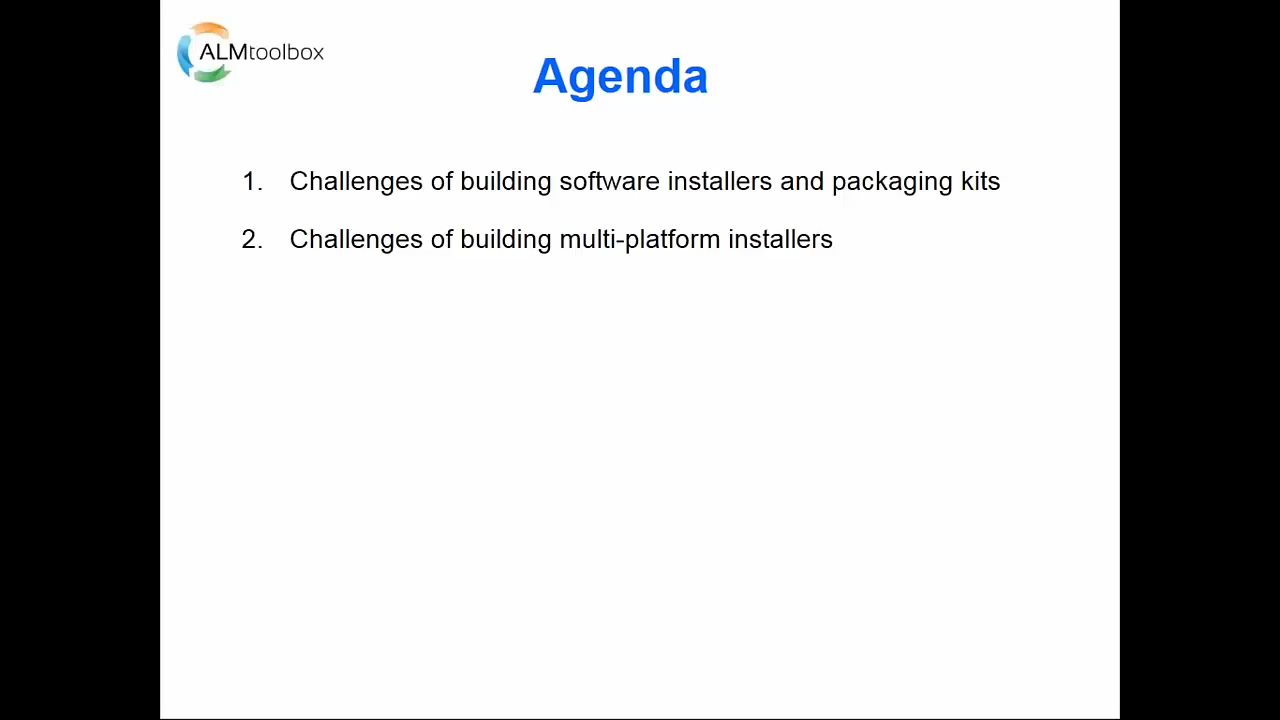 ALMtoolbox
Agenda
1. Challenges of building software installers and packaging kits
2. Challenges of building multi-platform installers